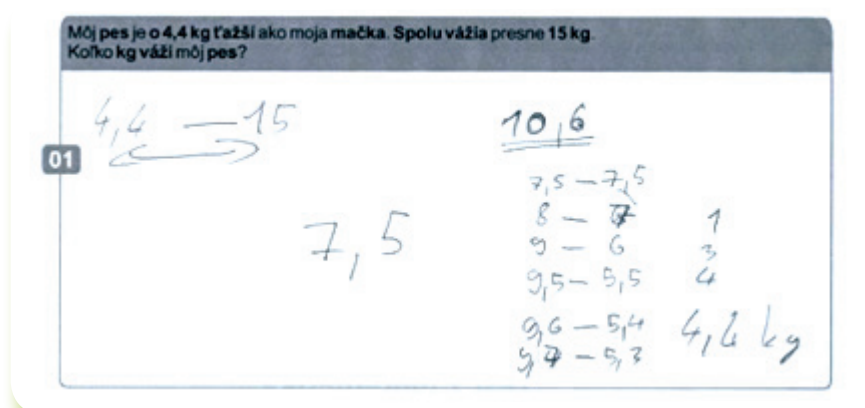 Môj pes je o 4,4 kg ťažší ako moja mačka. Spolu vážia presne 15 kg.
Koľko kg váži môj pes?
01
4,4 — 15
7,5
10,6
7,5 — 7,5
8 — 7 1
9 — 6 3
9,5 — 5,5 4
9,6 — 5,4
9,7 — 5,3
4,4 kg